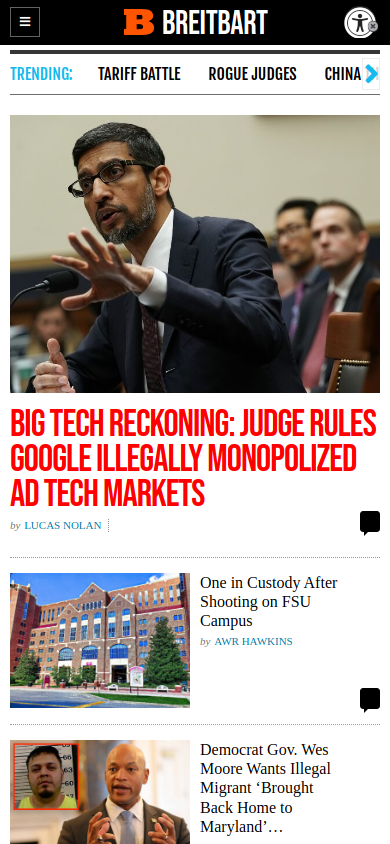 BREITBART
TRENDING:
TARIFF BATTLE
ROGUE JUDGES
CHINA
BIG TECH RECKONING: JUDGE RULES
GOOGLE ILLEGALLY MONOPOLIZED
AD TECH MARKETS
by LUCAS NOLAN
One in Custody After
Shooting on FSU
Campus
by AWR HAWKINS
Democrat Gov. Wes
Moore Wants Illegal
Migrant ‘Brought
Back Home to
Maryland’…